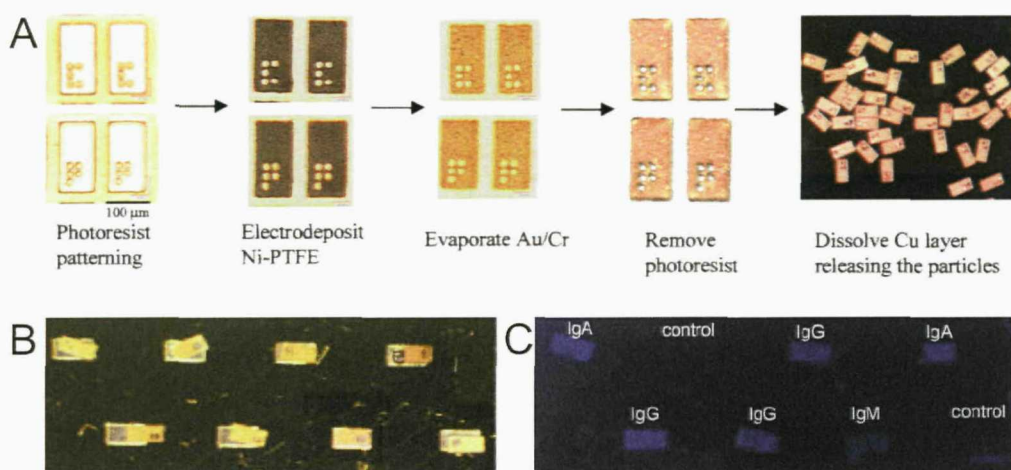 A
100 µm
Photoresist
patterning
Electrodeposit
Ni-PTFE
Evaporate Au/Cr
Remove
photoresist
Dissolve Cu layer
releasing the particles
B
C
IgA control IgG IgA
IgG IgG IgM control